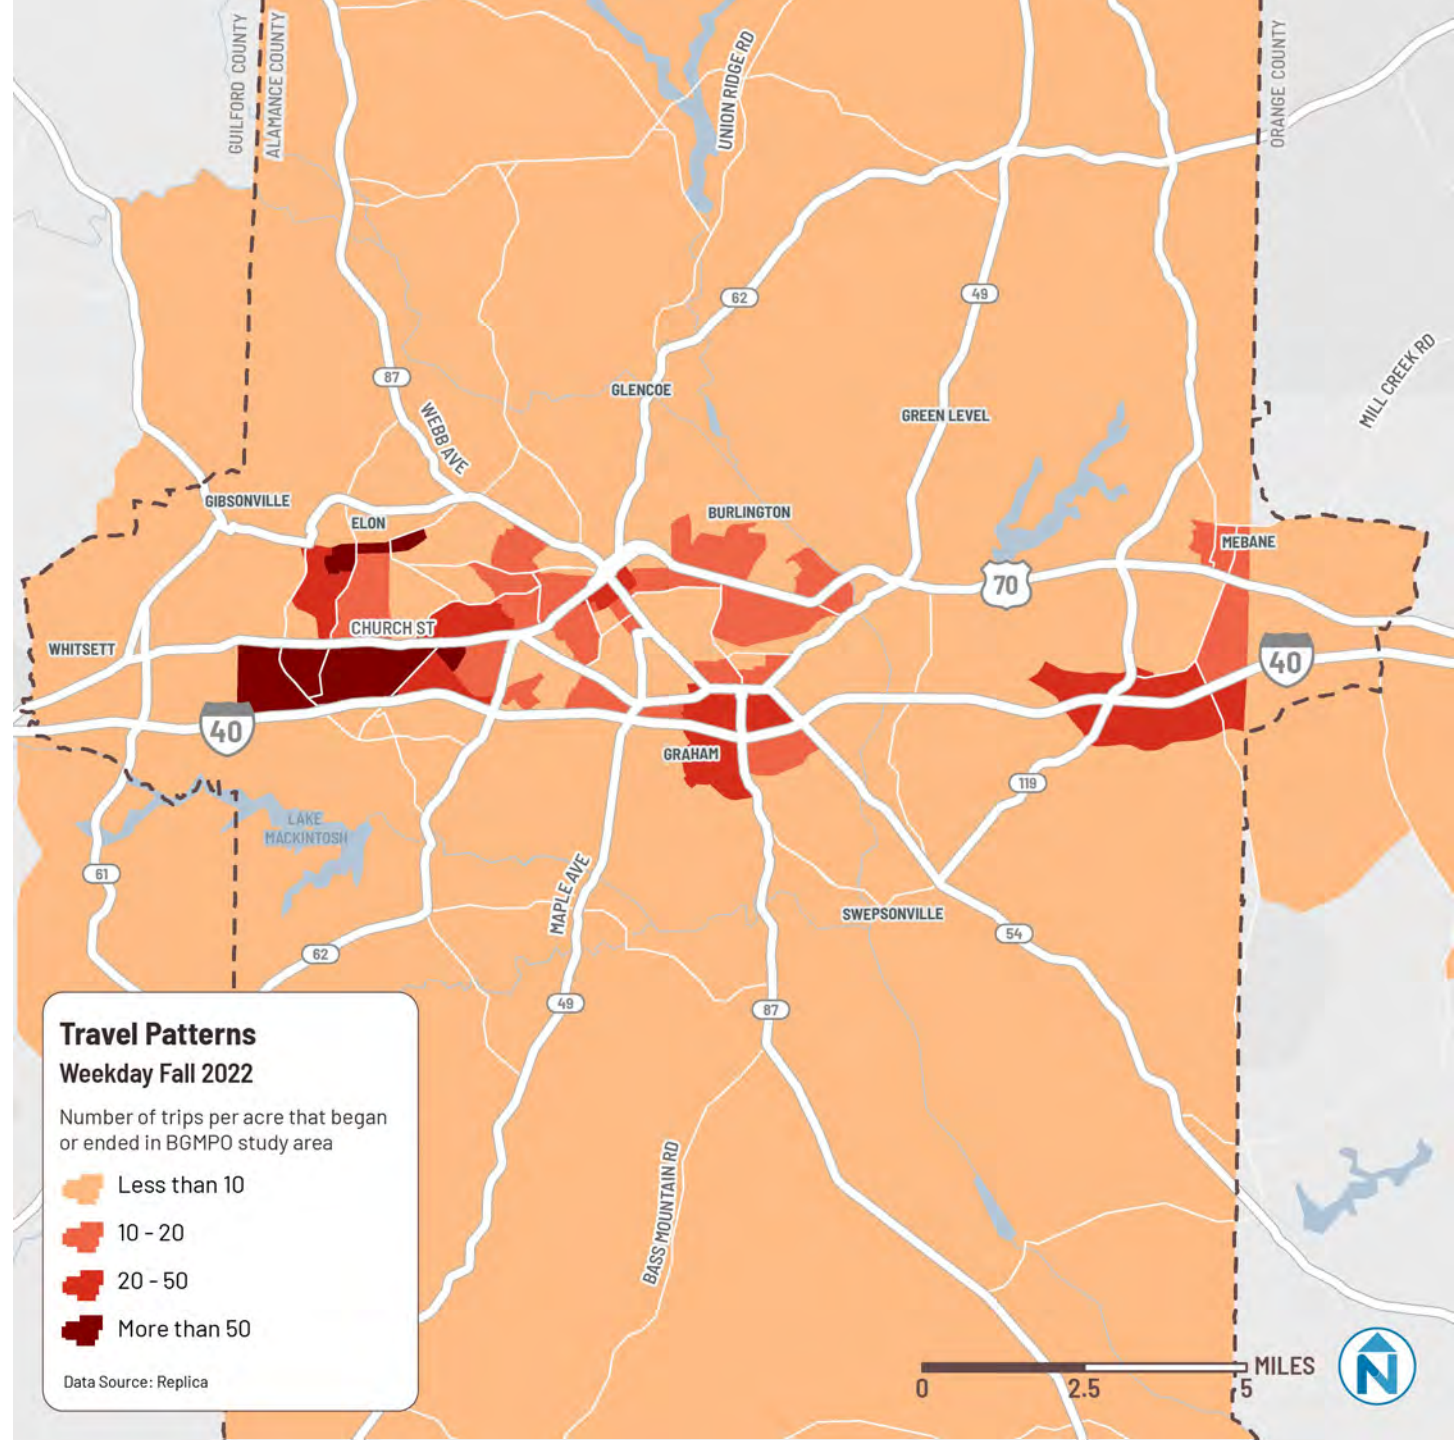 GUILFORD COUNTY
ALAMANCE COUNTY
UNION RIDGE RD
ORANGE COUNTY
62
49
MILL CREEK RD
87
GLENCOE
WEBB AVE
GREEN LEVEL
GIBSONVILLE
ELON
BURLINGTON
MEBANE
70
CHURCH ST
WHITSETT
40
40
GRAHAM
119
LAKE
MACKINTOSH
61
MAPLE AVE
SWEPSONVILLE
54
62
49
87
BASS MOUNTAIN RD
Travel Patterns
Weekday Fall 2022
Number of trips per acre that began
or ended in BGMPO study area
Less than 10
10 - 20
20 - 50
More than 50
Data Source: Replica
MILES
0 2.5 5
N